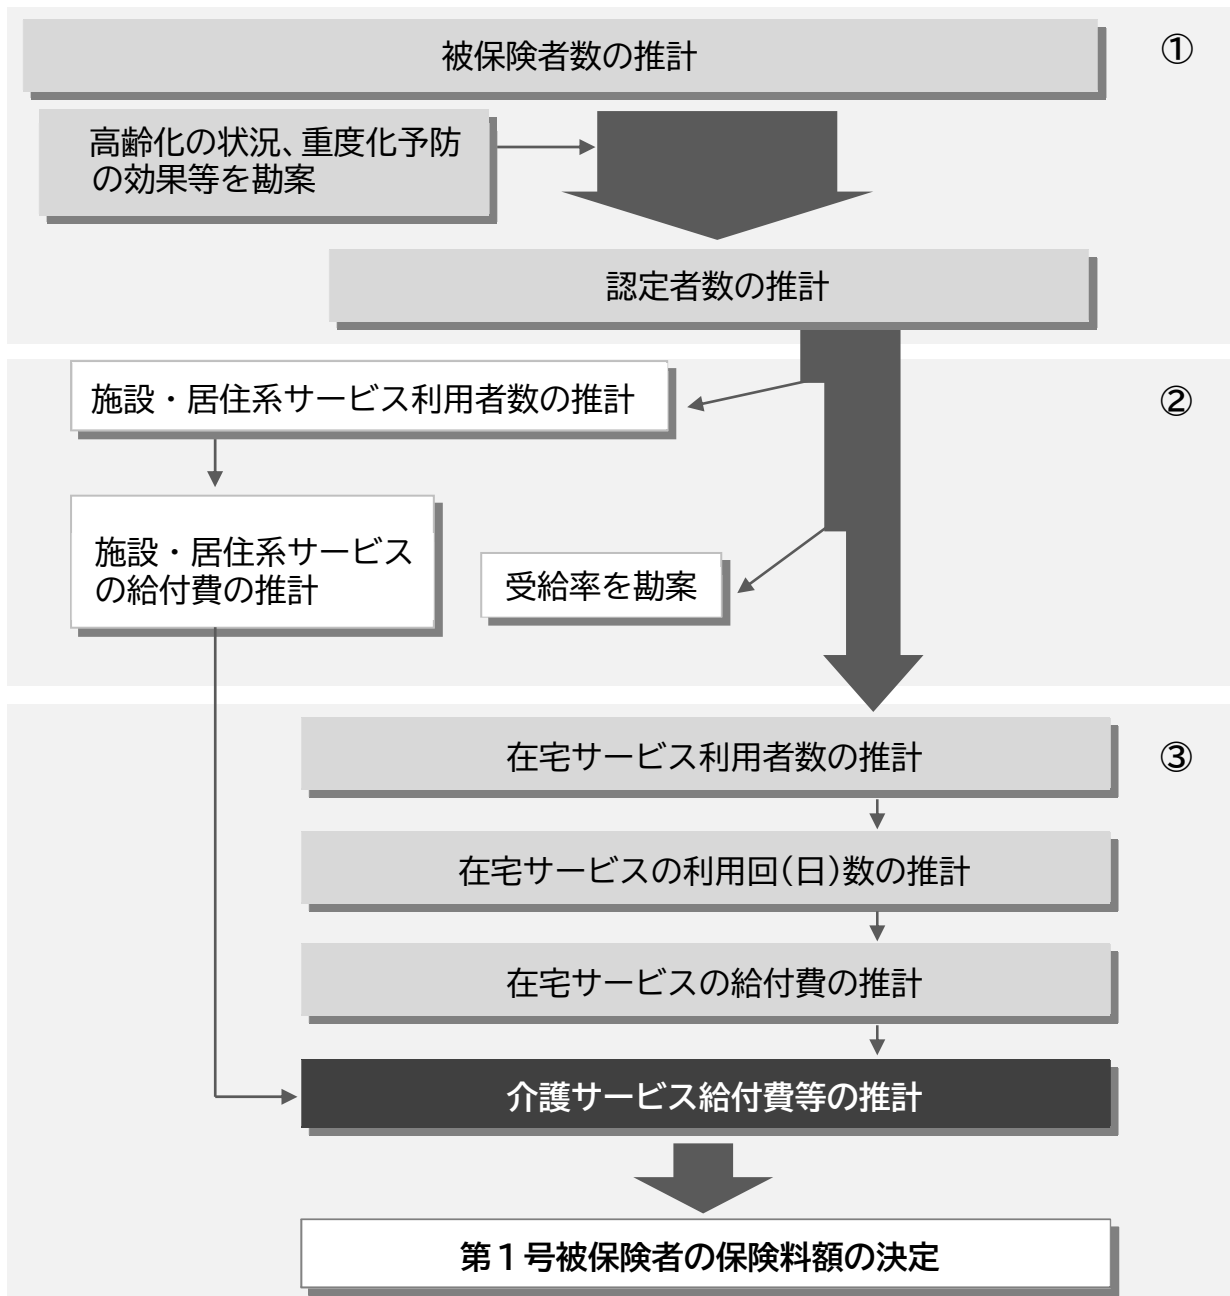 被保険者数の推計
①
高齢化の状況、重度化予防
の効果等を勘案
認定者数の推計
施設・居住系サービス利用者数の推計
②
施設・居住系サービス
の給付費の推計
受給率を勘案
在宅サービス利用者数の推計
③
在宅サービスの利用回(日)数の推計
在宅サービスの給付費の推計
介護サービス給付費等の推計
第1号被保険者の保険料額の決定